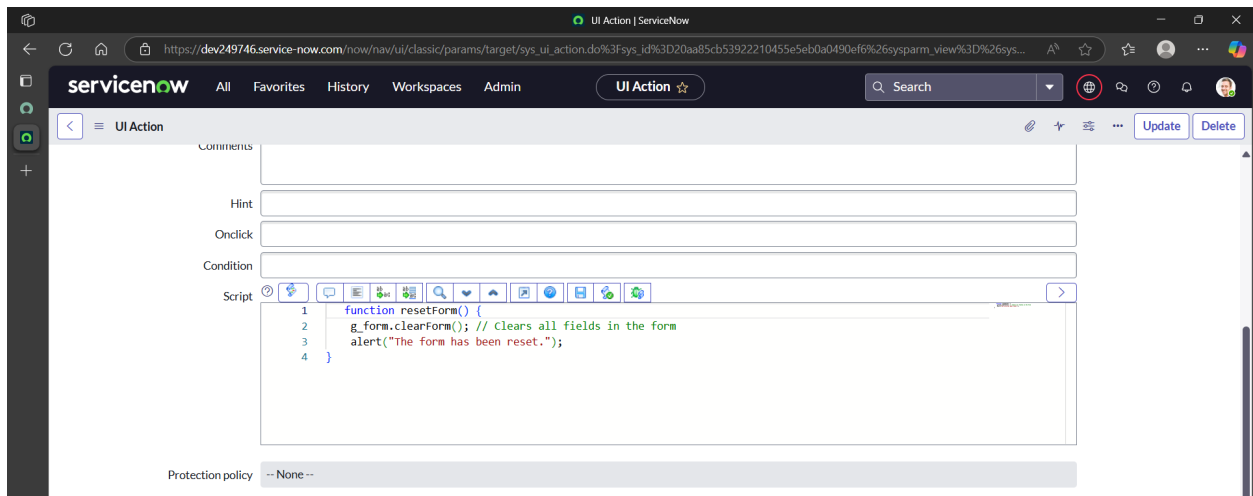 UI Action | ServiceNow
https://dev249746.service-now.com/now/nav/ui/classic/params/target/sys_ui_action.do%3Fsys_id%3D20aa85cb53922210455e5eb0a0490ef6%26sysparm_view%3D%26sys...
servicenow All Favorites History Workspaces Admin UI Action Search
UI Action Update Delete
Comments
Hint
Onclick
Condition
Script
1 function resetForm() {
2 g_form.clearForm(); // Clears all fields in the form
3 alert("The form has been reset.");
4 }
Protection policy -- None --